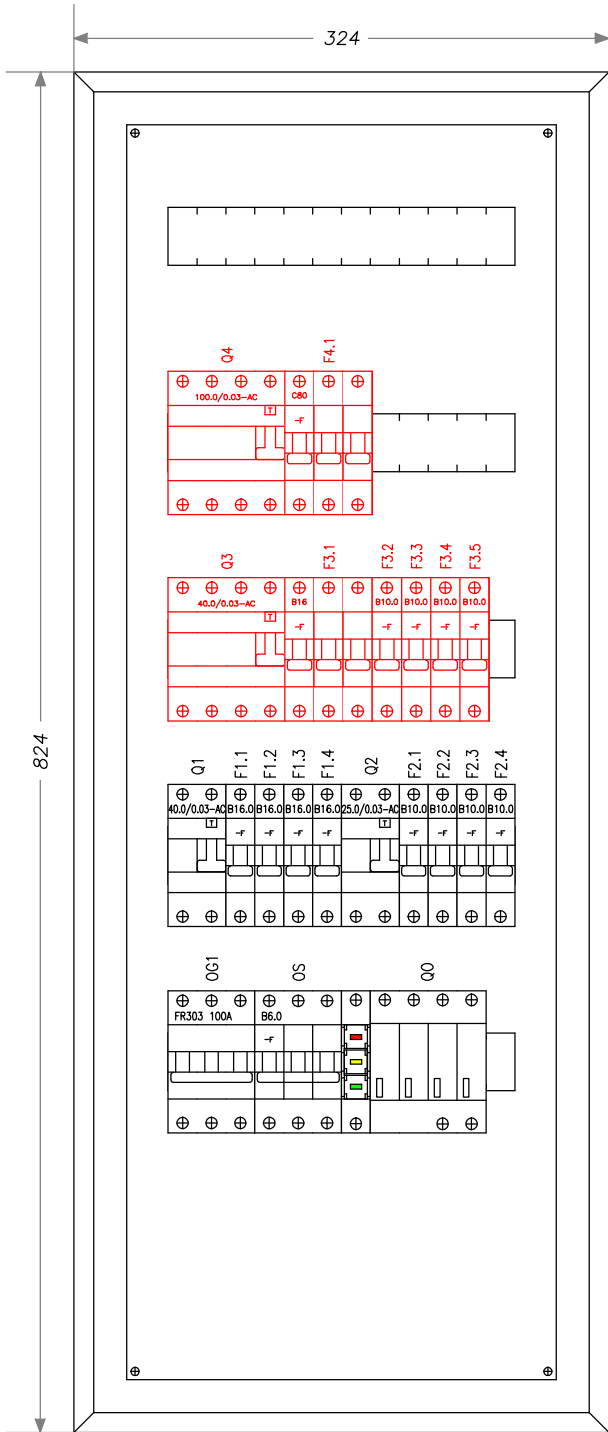 324
824
Q4 F4.1
100.0/0.03-AC C80
T
-F
Q3 F3.1 F3.2 F3.3 F3.4 F3.5
40.0/0.03-AC B16 B10.0 B10.0 B10.0 B10.0
T
-F -F -F -F -F
Q1 F1.1 F1.2 F1.3 F1.4 Q2 F2.1 F2.2 F2.3 F2.4
40.0/0.03-AC B16.0 B16.0 B16.0 B16.0 25.0/0.03-AC B10.0 B10.0 B10.0 B10.0
T T
-F -F -F -F -F -F -F -F
OG1 OS QO
FR303 100A B6.0
-F